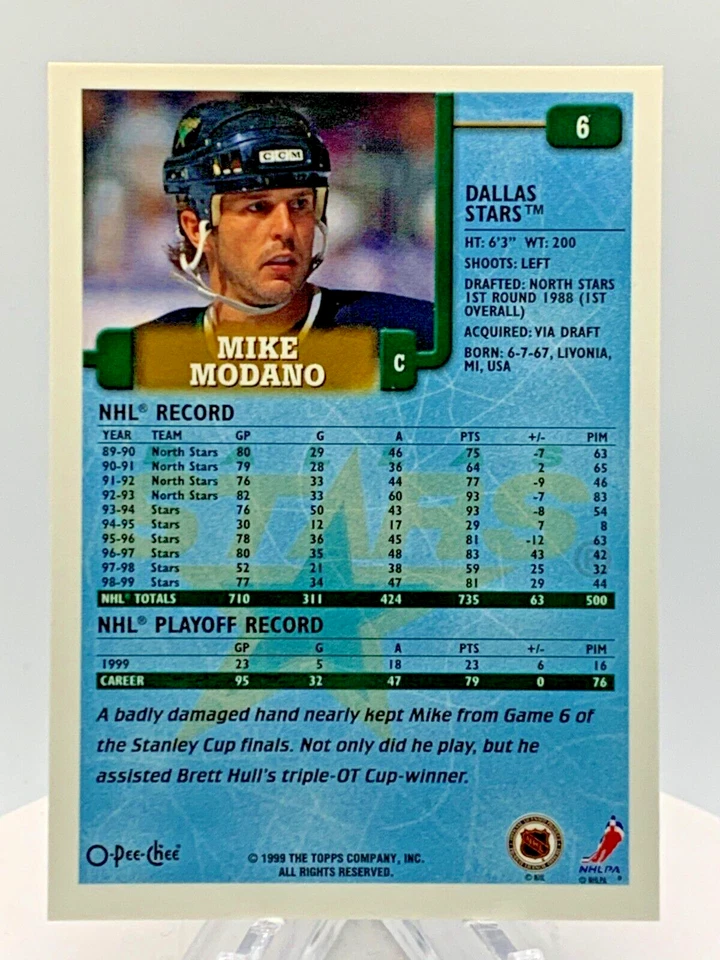 CCM
6
DALLAS
STARS™
HT: 6'3" WT: 200
SHOOTS: LEFT
DRAFTED: NORTH STARS
1ST ROUND 1988 (1ST
OVERALL)
ACQUIRED: VIA DRAFT
BORN: 6-7-67, LIVONIA,
MI, USA
MIKE
MODANO
C
NHL® RECORD
YEAR TEAM GP G A PTS +/- PIM
89-90 North Stars 80 29 46 75 -7 63
90-91 North Stars 79 28 36 64 2 65
91-92 North Stars 76 33 44 77 -9 46
92-93 North Stars 82 33 60 93 -7 83
93-94 Stars 76 50 43 93 -8 54
94-95 Stars 30 12 17 29 7 8
95-96 Stars 78 36 45 81 -12 63
96-97 Stars 80 35 48 83 43 42
97-98 Stars 52 21 38 59 25 32
98-99 Stars 77 34 47 81 29 44
NHL® TOTALS 710 311 424 735 63 500
STARS
NHL® PLAYOFF RECORD
GP G A PTS +/- PIM
1999 23 5 18 23 6 16
CAREER 95 32 47 79 0 76
A badly damaged hand nearly kept Mike from Game 6 of
the Stanley Cup finals. Not only did he play, but he
assisted Brett Hull's triple-OT Cup-winner.
O-Pee-Chee®
© 1999 THE TOPPS COMPANY, INC.
ALL RIGHTS RESERVED.
NHL
© NHL
NHLPA
© NHLPA